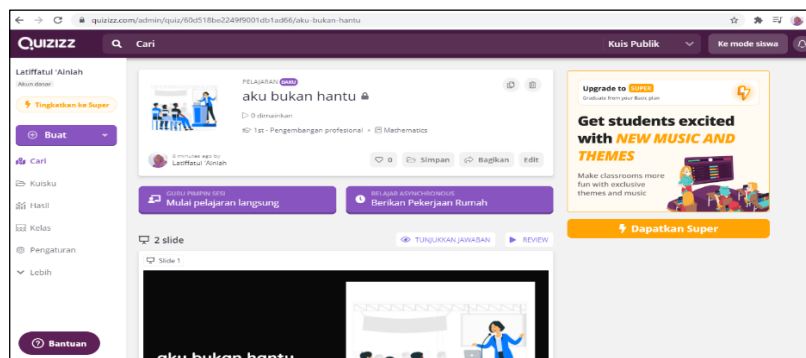 quizizz.com/admin/quiz/60d518be2249f9001db1ad66/aku-bukan-hantu
QUIZIZZ
Cari
Kuis Publik
Ke mode siswa
Latiffatul 'Ainiah
Akun dasar
Tingkatkan ke Super
Buat
Cari
Kuisku
Hasil
Kelas
Pengaturan
Lebih
Bantuan
PELAJARAN BARU
aku bukan hantu
0 dimainkan
1st - Pengembangan profesional • Mathematics
minutes ago by
Latiffatul 'Ainiah
0 Simpan Bagikan Edit
GURU PIMPIN SESI
Mulai pelajaran langsung
BELAJAR ASYNCHRONOUS
Berikan Pekerjaan Rumah
2 slide
TUNJUKKAN JAWABAN
REVIEW
Slide 1
aku bukan hantu
Upgrade to SUPER
Graduate from your Basic plan
Get students excited
with NEW MUSIC AND
THEMES
Make classrooms more
fun with exclusive
themes and music
Dapatkan Super